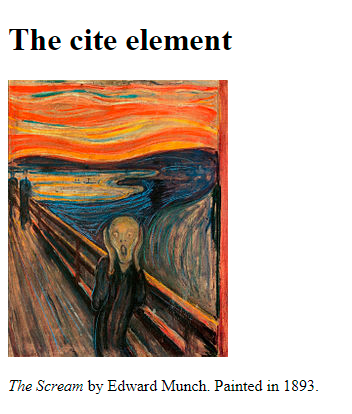 The cite element
The Scream by Edward Munch. Painted in 1893.